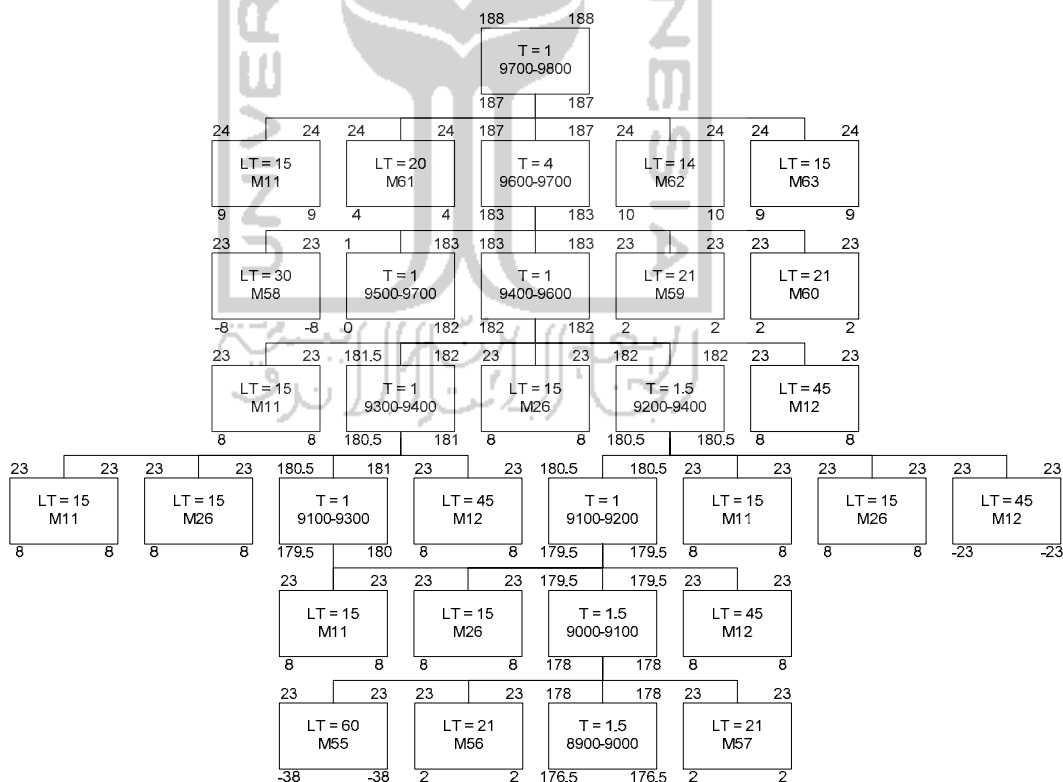 188 188
T = 1
9700-9800
187 187
24 24 24 24 187 187 24 24 24 24
LT = 15 LT = 20 T = 4 LT = 14 LT = 15
M11 M61 9600-9700 M62 M63
9 9 4 4 183 183 10 10 9 9
23 23 1 183 183 183 23 23 23 23
LT = 30 T = 1 T = 1 LT = 21 LT = 21
M58 9500-9700 9400-9600 M59 M60
-8 -8 0 182 182 182 2 2 2 2
23 23 181.5 182 23 23 182 182 23 23
LT = 15 T = 1 LT = 15 T = 1.5 LT = 45
M11 9300-9400 M26 9200-9400 M12
8 8 180.5 181 8 8 180.5 180.5 8 8
23 23 23 23 180.5 181 23 23 180.5 180.5 23 23 23 23 23 23
LT = 15 LT = 15 T = 1 LT = 45 T = 1 LT = 15 LT = 15 LT = 45
M11 M26 9100-9300 M12 9100-9200 M11 M26 M12
8 8 8 8 179.5 180 8 8 179.5 179.5 8 8 8 8 -23 -23
23 23 23 23 179.5 179.5 23 23
LT = 15 LT = 15 T = 1.5 LT = 45
M11 M26 9000-9100 M12
8 8 8 8 178 178 8 8
23 23 23 23 178 178 23 23
LT = 60 LT = 21 T = 1.5 LT = 21
M55 M56 8900-9000 M57
-38 -38 2 2 176.5 176.5 2 2
UNIVER
NESIA